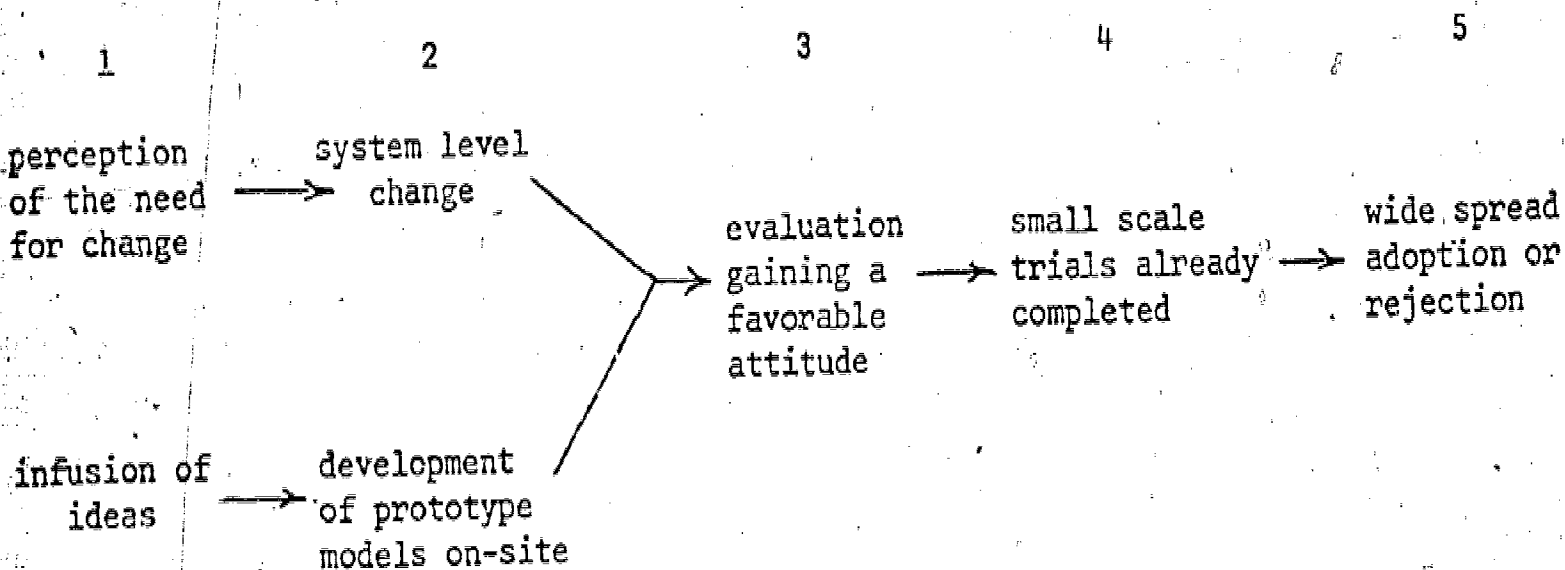 1 2 3 4 5
perception
of the need
for change
system level
change
evaluation
gaining a
favorable
attitude
small scale
trials already
completed
wide spread
adoption or
rejection
infusion of
ideas
development
of prototype
models on-site